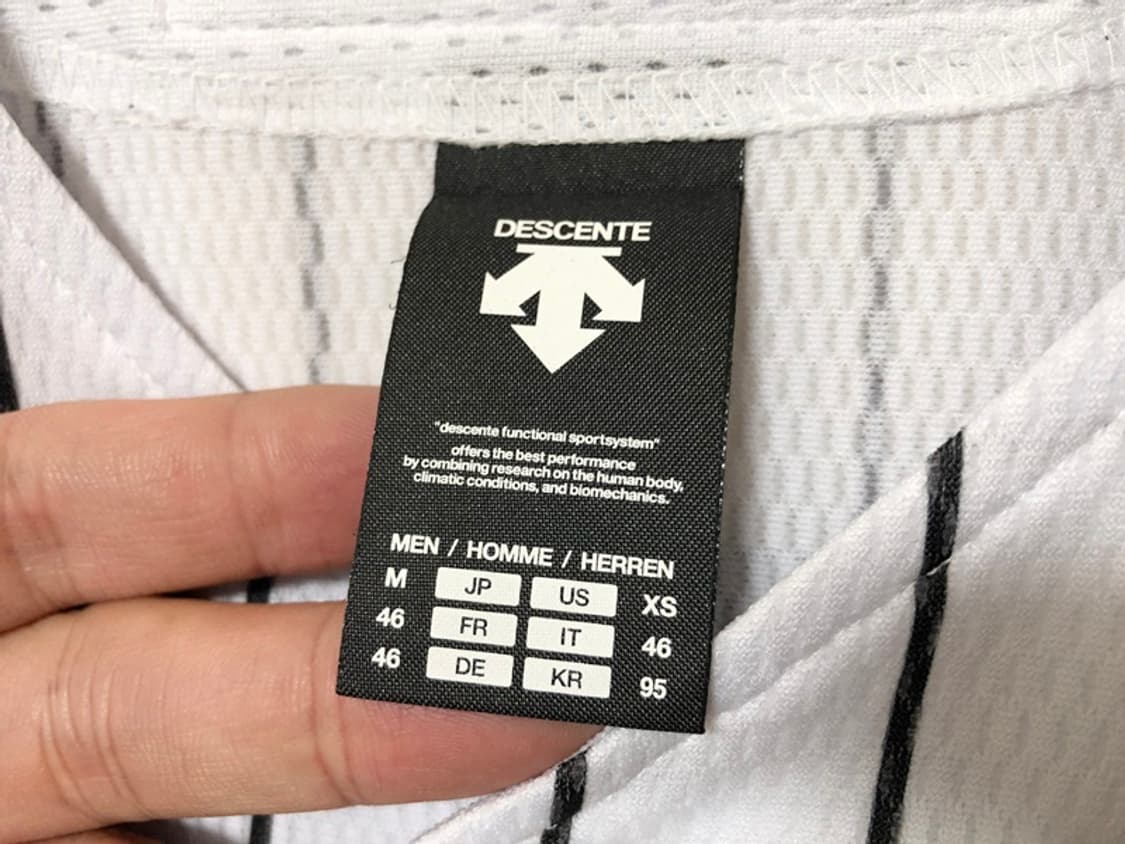 DESCENTE
"descente functional sportsystem"
offers the best performance
by combining research on the human body,
climatic conditions, and biomechanics.
MEN / HOMME / HERREN
M JP US XS
46 FR IT 46
46 DE KR 95